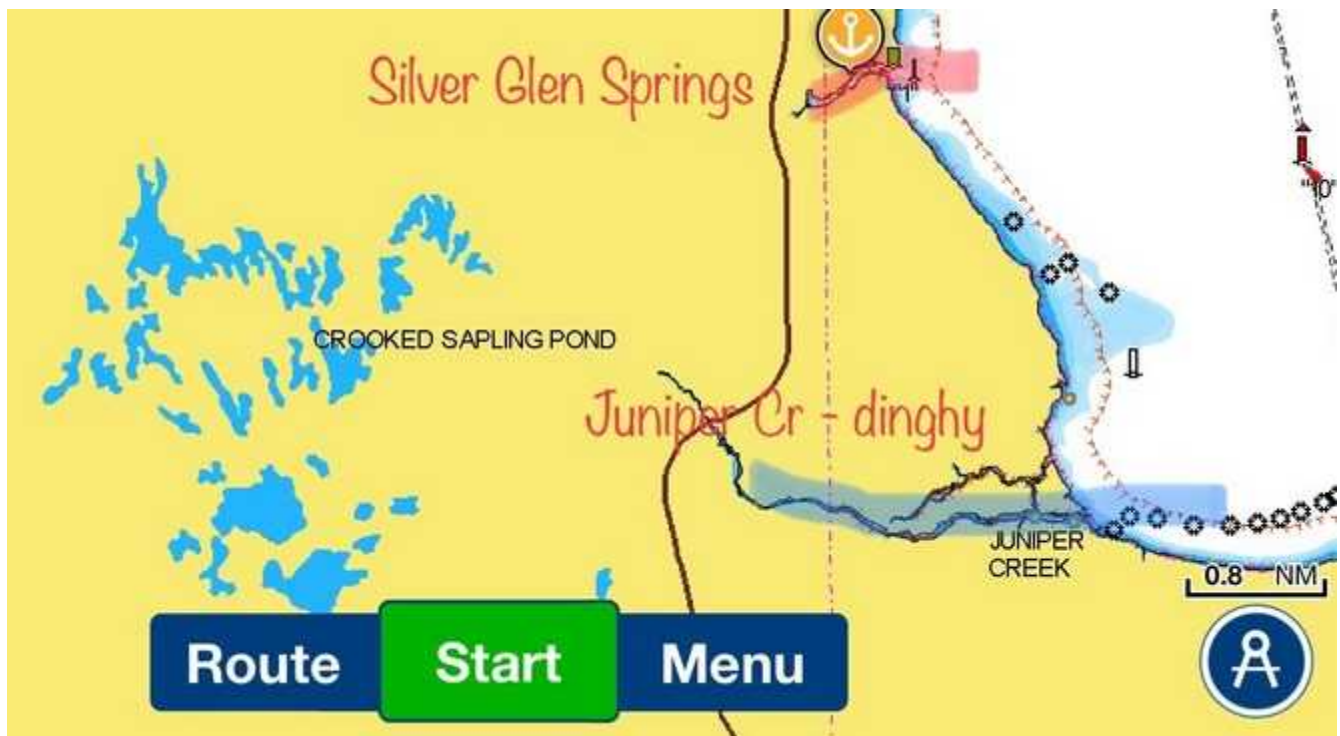 Silver Glen Springs
"10"
CROOKED SAPLING POND
Juniper Cr - dinghy
JUNIPER
CREEK
0.8 NM
Route
Start
Menu